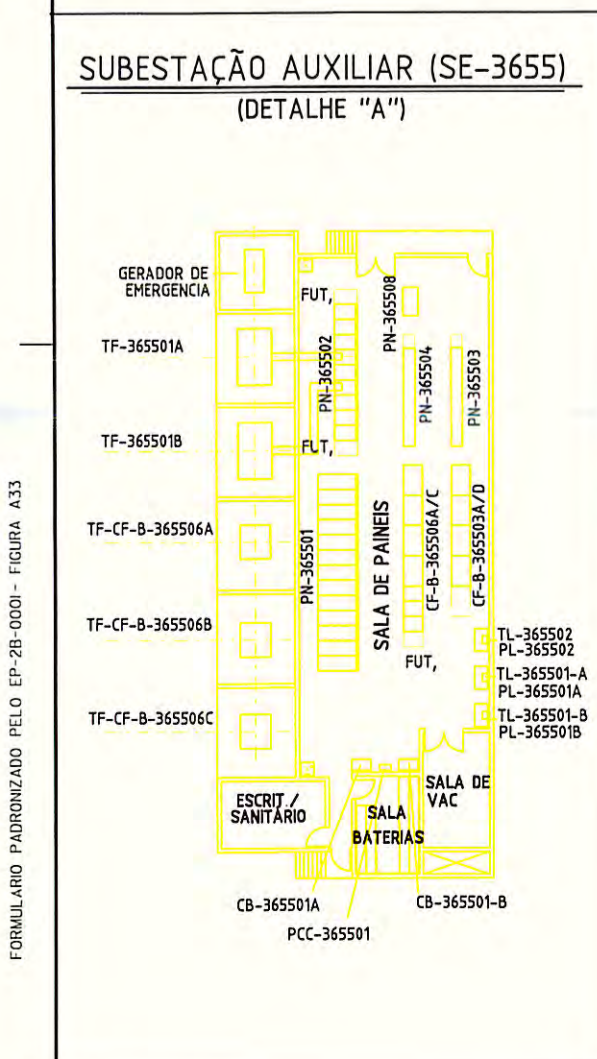 SUBESTAÇÃO AUXILIAR (SE-3655)
(DETALHE "A")
GERADOR DE
EMERGENCIA
FUT,
PN-365508
TF-365501A
PN-365502
PN-365504
PN-365503
TF-365501B
FUT,
TF-CF-B-365506A
PN-365501
SALA DE PAINEIS
CF-B-365506A/C
CF-B-365503A/D
TF-CF-B-365506B
FUT,
TL-365502
PL-365502
TL-365501-A
PL-365501A
TL-365501-B
PL-365501B
TF-CF-B-365506C
ESCRIT./
SANITÁRIO
SALA
BATERIAS
SALA DE
VAC
CB-365501A
CB-365501-B
PCC-365501
FORMULARIO PADRONIZADO PELO EP-2B-0001- FIGURA A33